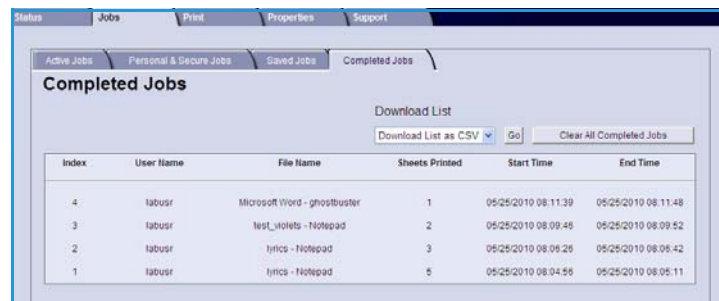 Status Jobs Print Properties Support
Active Jobs Personal & Secure Jobs Saved Jobs Completed Jobs
Completed Jobs
Download List
Download List as CSV Go Clear All Completed Jobs
Index User Name File Name Sheets Printed Start Time End Time
4 labusr Microsoft Word - ghostbuster 1 05/25/2010 08:11:39 05/25/2010 08:11:48
3 labusr test_violets - Notepad 2 05/25/2010 08:09:46 05/25/2010 08:09:52
2 labusr lyrics - Notepad 3 05/25/2010 08:06:26 05/25/2010 08:06:42
1 labusr lyrics - Notepad 5 05/25/2010 08:04:56 05/25/2010 08:05:11